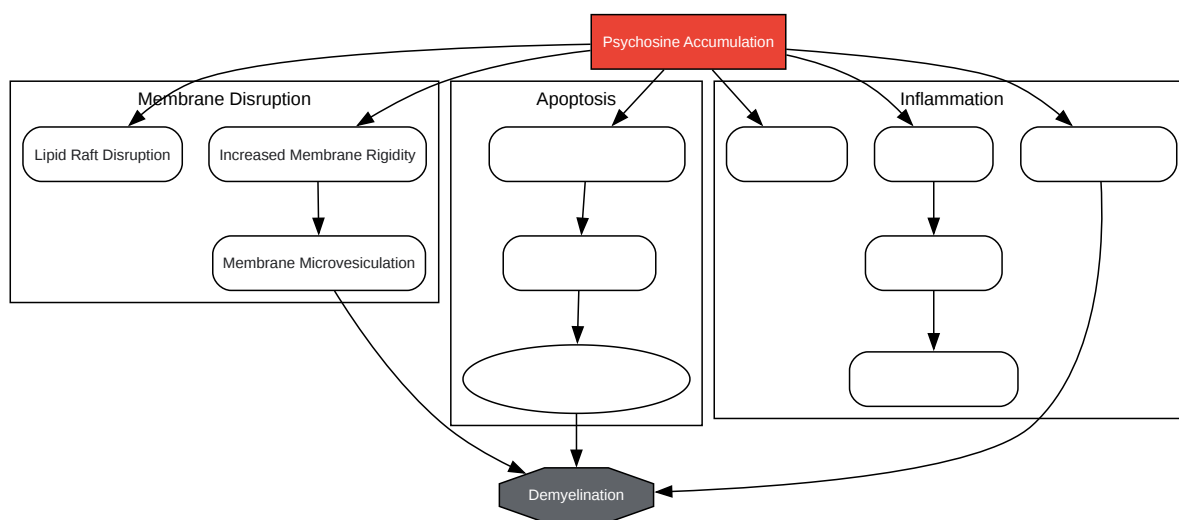 Psychosine Accumulation
Membrane Disruption
Apoptosis
Inflammation
Lipid Raft Disruption
Increased Membrane Rigidity
Membrane Microvesiculation
Demyelination